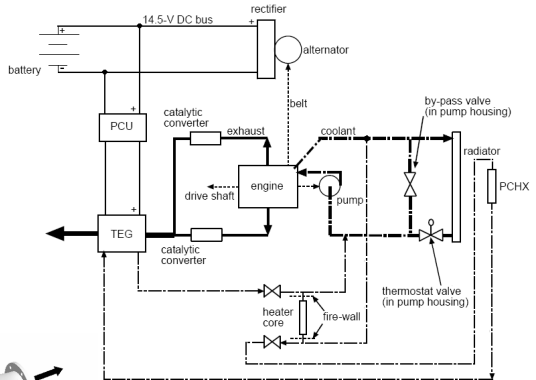 rectifier
14.5-V DC bus
+
+
alternator
-
battery
belt
+
PCU
catalytic
converter
exhaust
coolant
by-pass valve
(in pump housing)
radiator
PCHX
engine
drive shaft
pump
+
TEG
catalytic
converter
thermostat valve
(in pump housing)
heater
core
fire-wall